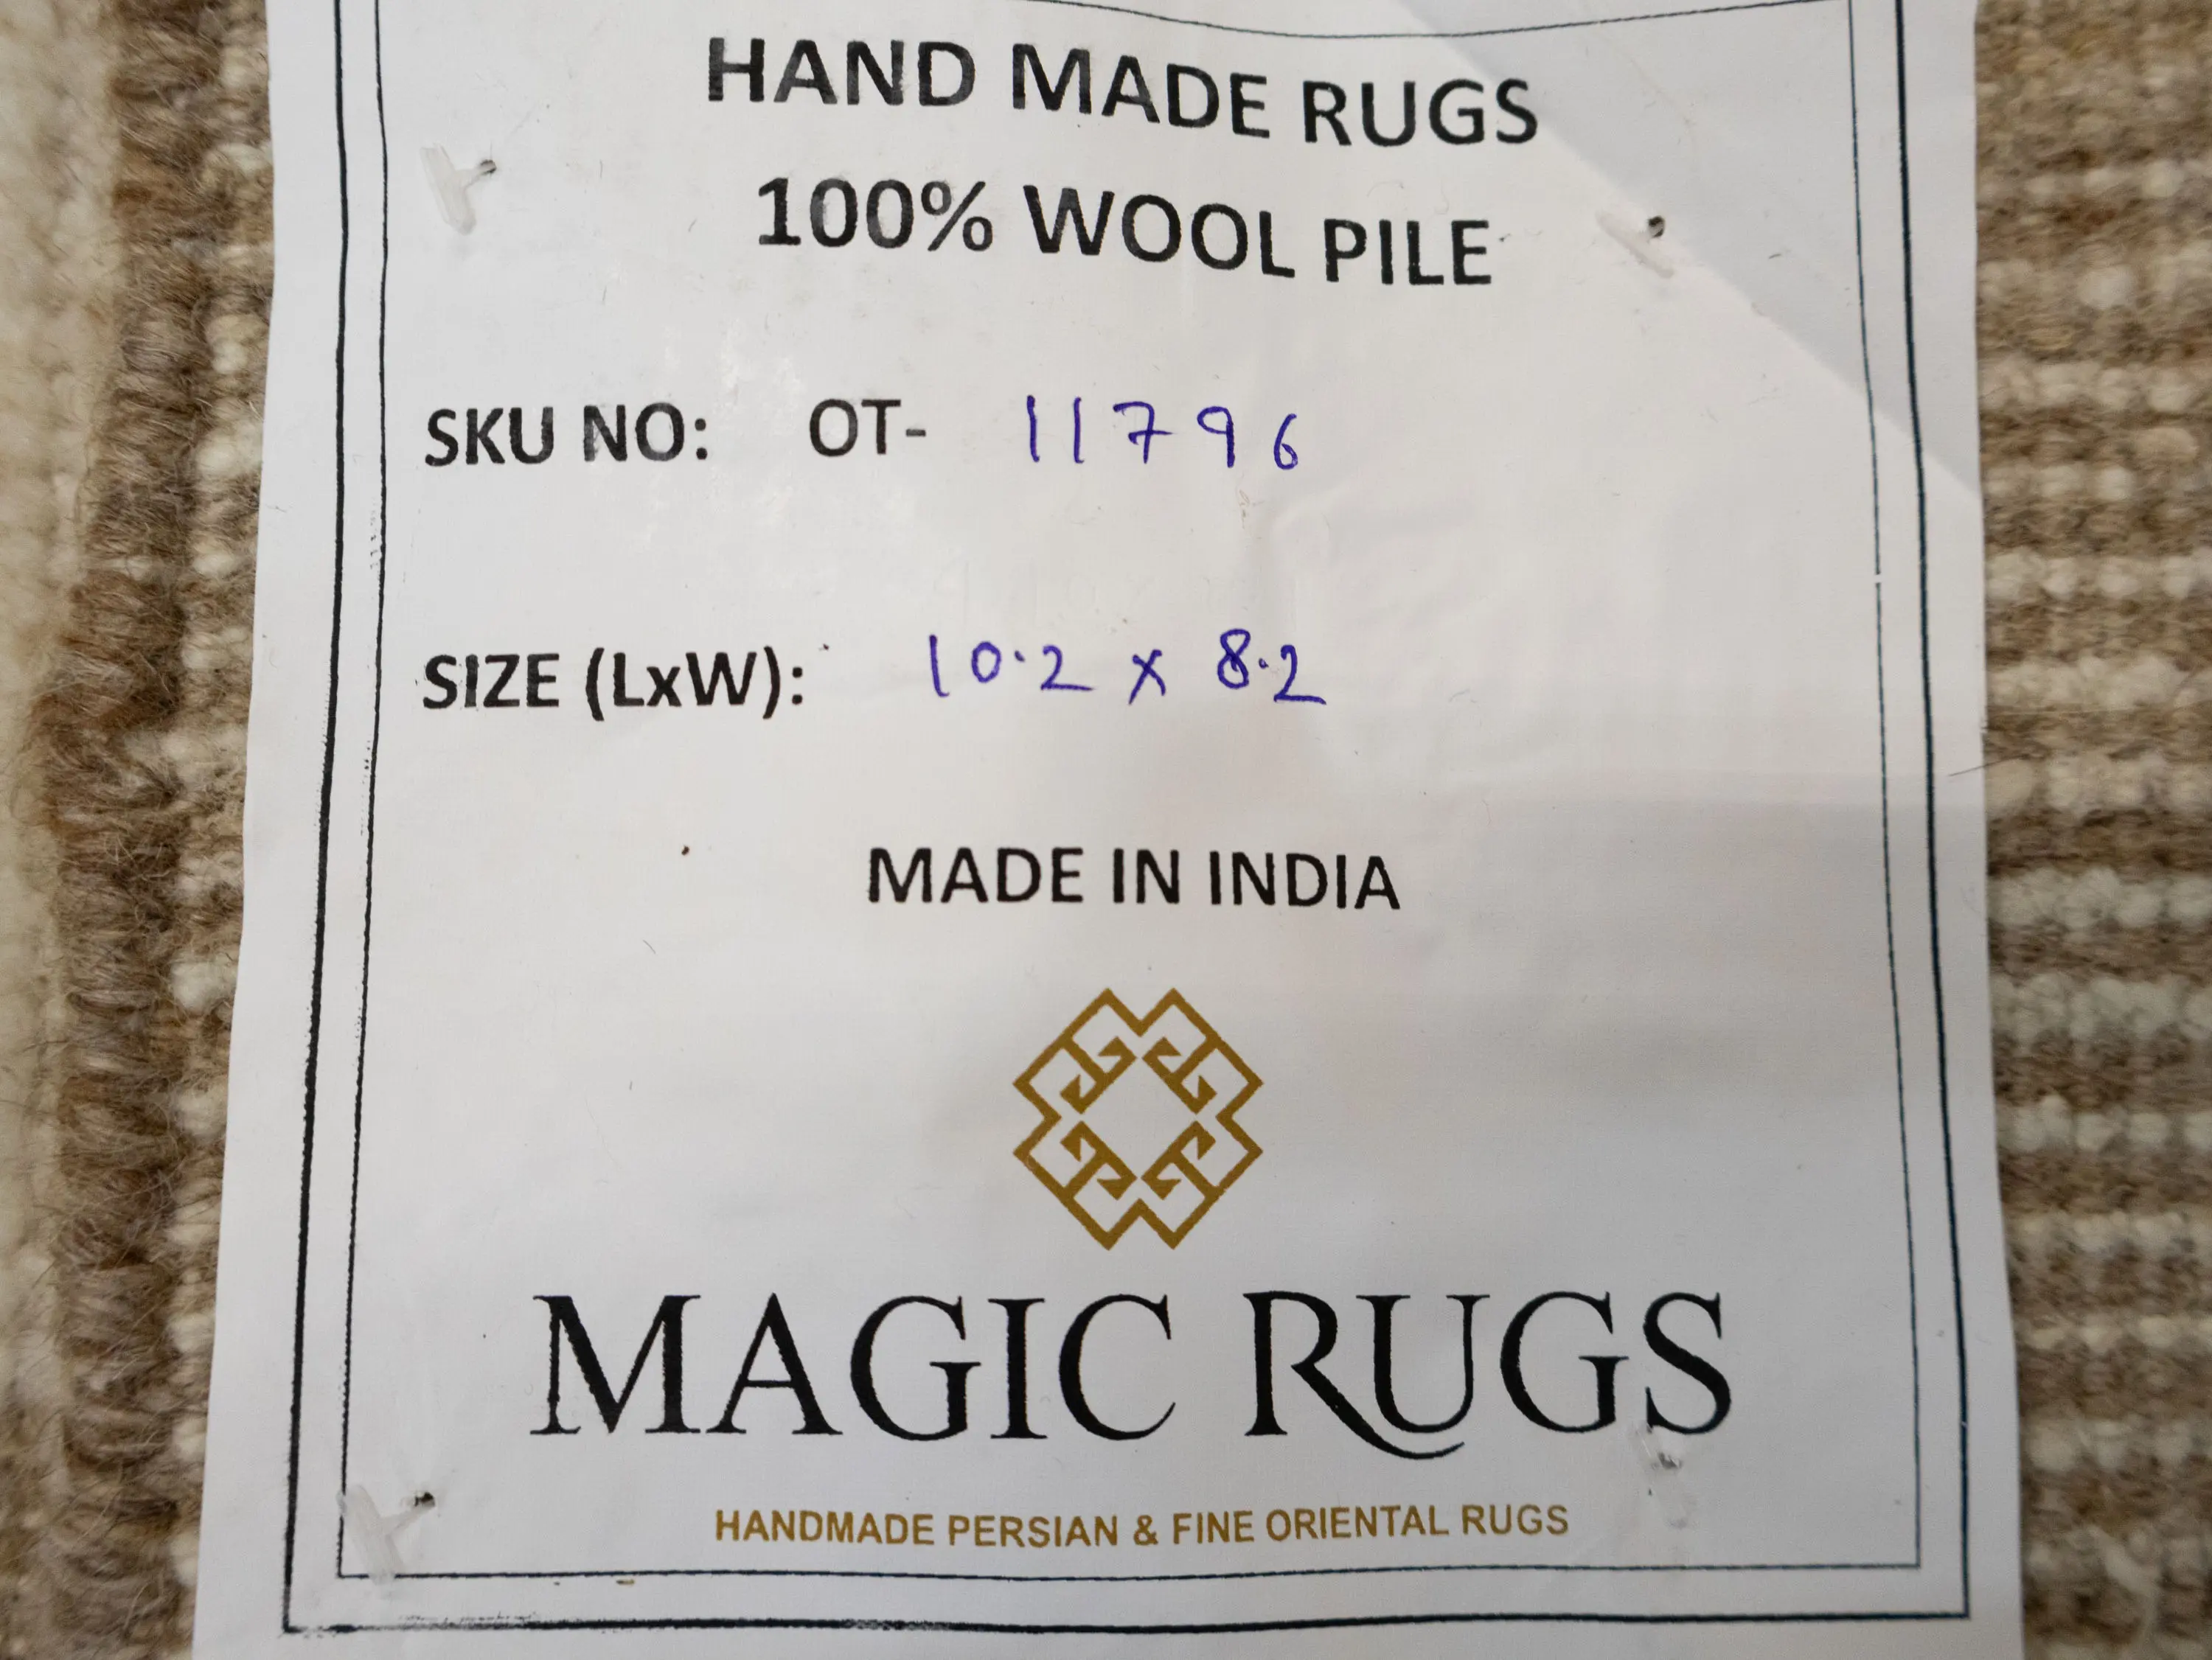 HAND MADE RUGS
100% WOOL PILE
SKU NO: OT- 11796
SIZE (LxW): 10.2 x 8.2
MADE IN INDIA
MAGIC RUGS
HANDMADE PERSIAN & FINE ORIENTAL RUGS